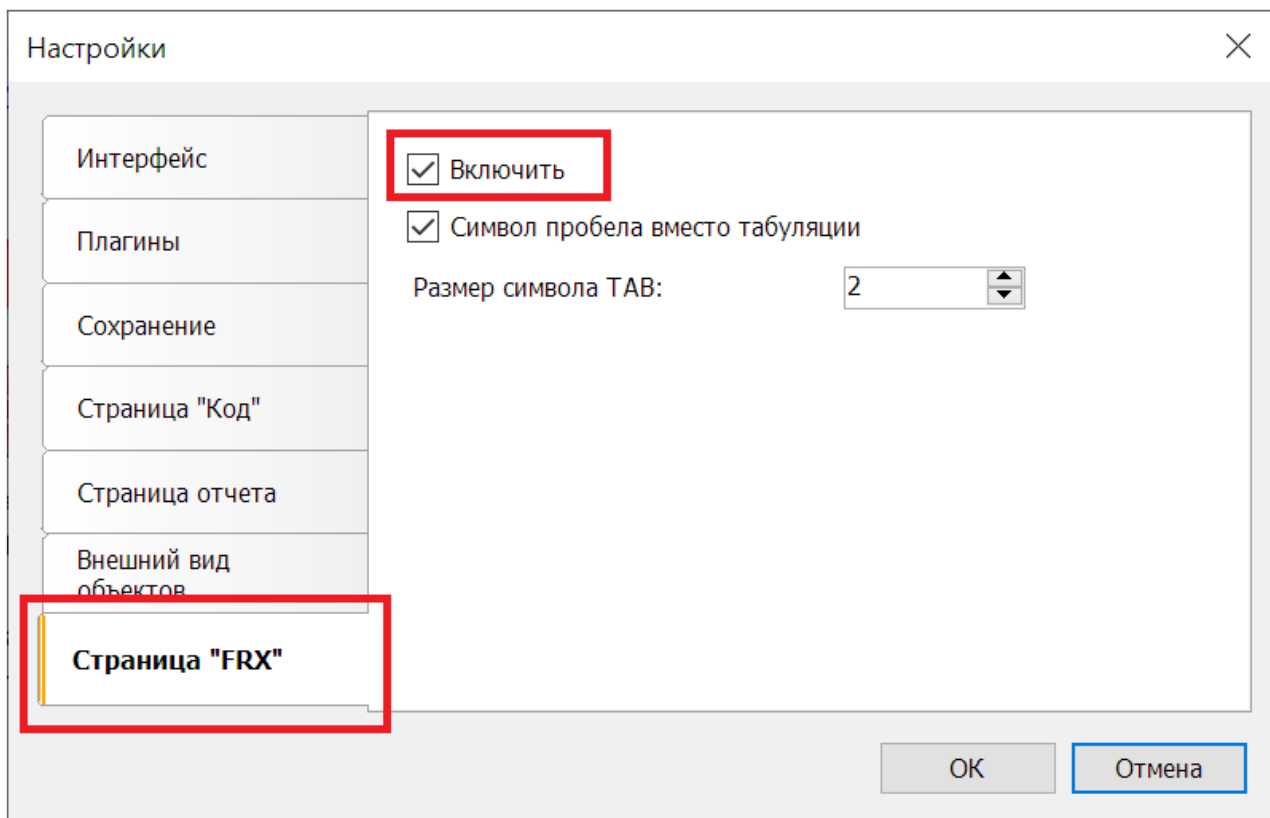 Настройки
Интерфейс
Плагины
Сохранение
Страница "Код"
Страница отчета
Внешний вид
объектов
Страница "FRX"
Включить
Символ пробела вместо табуляции
Размер символа TAB:
2
ОК
Отмена